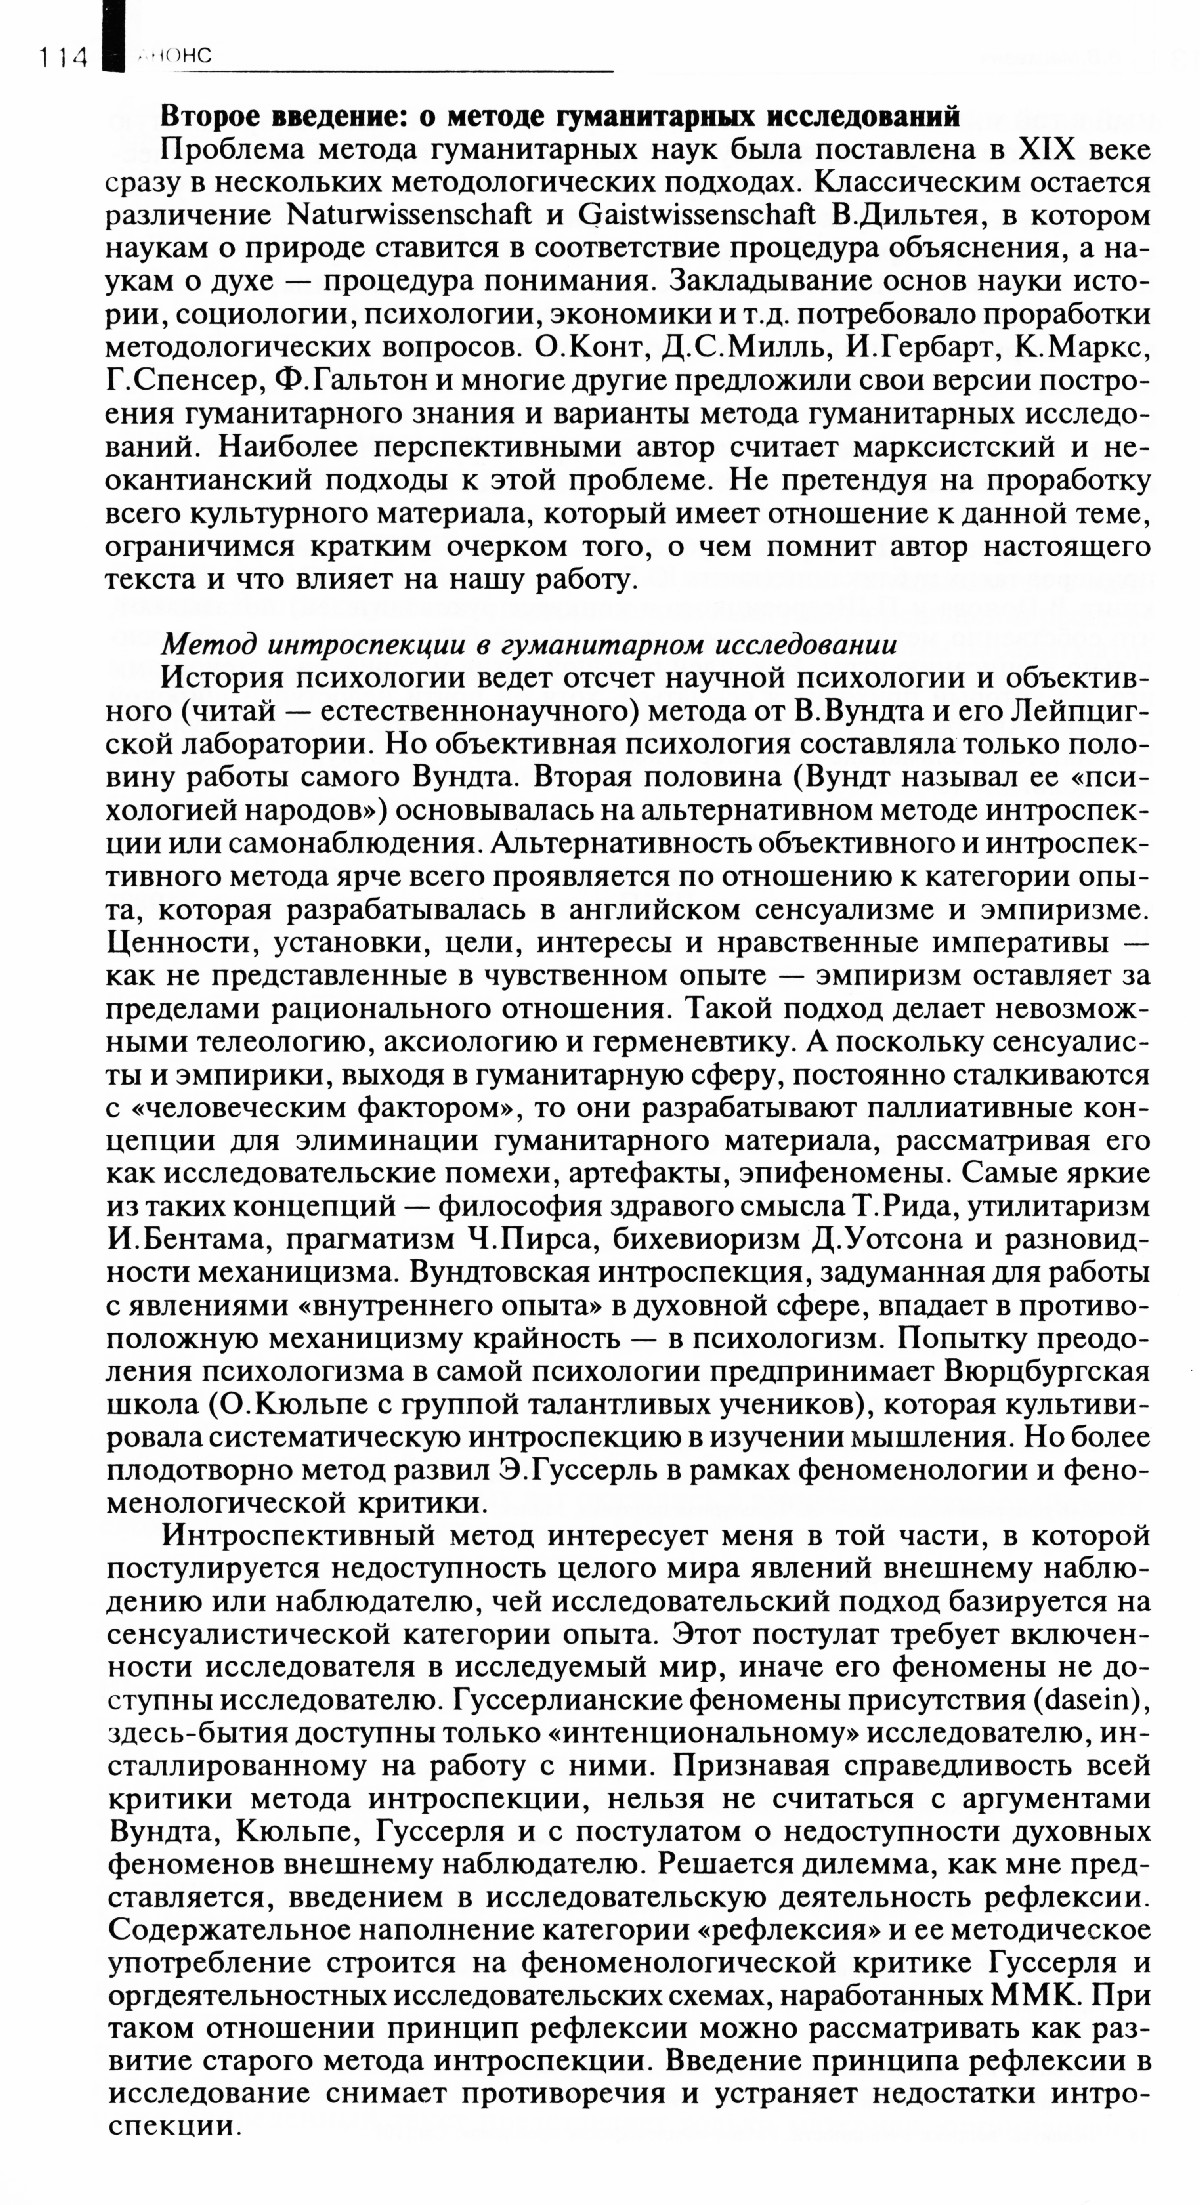 114
АНОНС
Второе введение: о методе гуманитарных исследований
Проблема метода гуманитарных наук была поставлена в XIX веке
сразу в нескольких методологических подходах. Классическим остается
различение Naturwissenschaft и Gaistwissenschaft В.Дильтея, в котором
наукам о природе ставится в соответствие процедура объяснения, а на-
укам о духе — процедура понимания. Закладывание основ науки исто-
рии, социологии, психологии, экономики и т.д. потребовало проработки
методологических вопросов. О.Конт, Д.С.Милль, И.Гербарт, К.Маркс,
Г.Спенсер, Ф.Гальтон и многие другие предложили свои версии постро-
ения гуманитарного знания и варианты метода гуманитарных исследо-
ваний. Наиболее перспективными автор считает марксистский и не-
окантианский подходы к этой проблеме. Не претендуя на проработку
всего культурного материала, который имеет отношение к данной теме,
ограничимся кратким очерком того, о чем помнит автор настоящего
текста и что влияет на нашу работу.
Метод интроспекции в гуманитарном исследовании
История психологии ведет отсчет научной психологии и объектив-
ного (читай — естественнонаучного) метода от В.Вундта и его Лейпциг-
ской лаборатории. Но объективная психология составляла только поло-
вину работы самого Вундта. Вторая половина (Вундт называл ее «пси-
хологией народов») основывалась на альтернативном методе интроспек-
ции или самонаблюдения. Альтернативность объективного и интроспек-
тивного метода ярче всего проявляется по отношению к категории опы-
та, которая разрабатывалась в английском сенсуализме и эмпиризме.
Ценности, установки, цели, интересы и нравственные императивы —
как не представленные в чувственном опыте — эмпиризм оставляет за
пределами рационального отношения. Такой подход делает невозмож-
ными телеологию, аксиологию и герменевтику. А поскольку сенсуалис-
ты и эмпирики, выходя в гуманитарную сферу, постоянно сталкиваются
с «человеческим фактором», то они разрабатывают паллиативные кон-
цепции для элиминации гуманитарного материала, рассматривая его
как исследовательские помехи, артефакты, эпифеномены. Самые яркие
из таких концепций — философия здравого смысла Т.Рида, утилитаризм
И.Бентама, прагматизм Ч.Пирса, бихевиоризм Д.Уотсона и разновид-
ности механицизма. Вундтовская интроспекция, задуманная для работы
с явлениями «внутреннего опыта» в духовной сфере, впадает в противо-
положную механицизму крайность — в психологизм. Попытку преодо-
ления психологизма в самой психологии предпринимает Вюрцбургская
школа (О.Кюльпе с группой талантливых учеников), которая культиви-
ровала систематическую интроспекцию в изучении мышления. Но более
плодотворно метод развил Э.Гуссерль в рамках феноменологии и фено-
менологической критики.
Интроспективный метод интересует меня в той части, в которой
постулируется недоступность целого мира явлений внешнему наблю-
дению или наблюдателю, чей исследовательский подход базируется на
сенсуалистической категории опыта. Этот постулат требует включен-
ности исследователя в исследуемый мир, иначе его феномены не до-
ступны исследователю. Гуссерлианские феномены присутствия (dasein),
здесь-бытия доступны только «интенциональному» исследователю, ин-
сталлированному на работу с ними. Признавая справедливость всей
критики метода интроспекции, нельзя не считаться с аргументами
Вундта, Кюльпе, Гуссерля и с постулатом о недоступности духовных
феноменов внешнему наблюдателю. Решается дилемма, как мне пред-
ставляется, введением в исследовательскую деятельность рефлексии.
Содержательное наполнение категории «рефлексия» и ее методическое
употребление строится на феноменологической критике Гуссерля и
оргдеятельностных исследовательских схемах, наработанных ММК. При
таком отношении принцип рефлексии можно рассматривать как раз-
витие старого метода интроспекции. Введение принципа рефлексии в
исследование снимает противоречия и устраняет недостатки интро-
спекции.